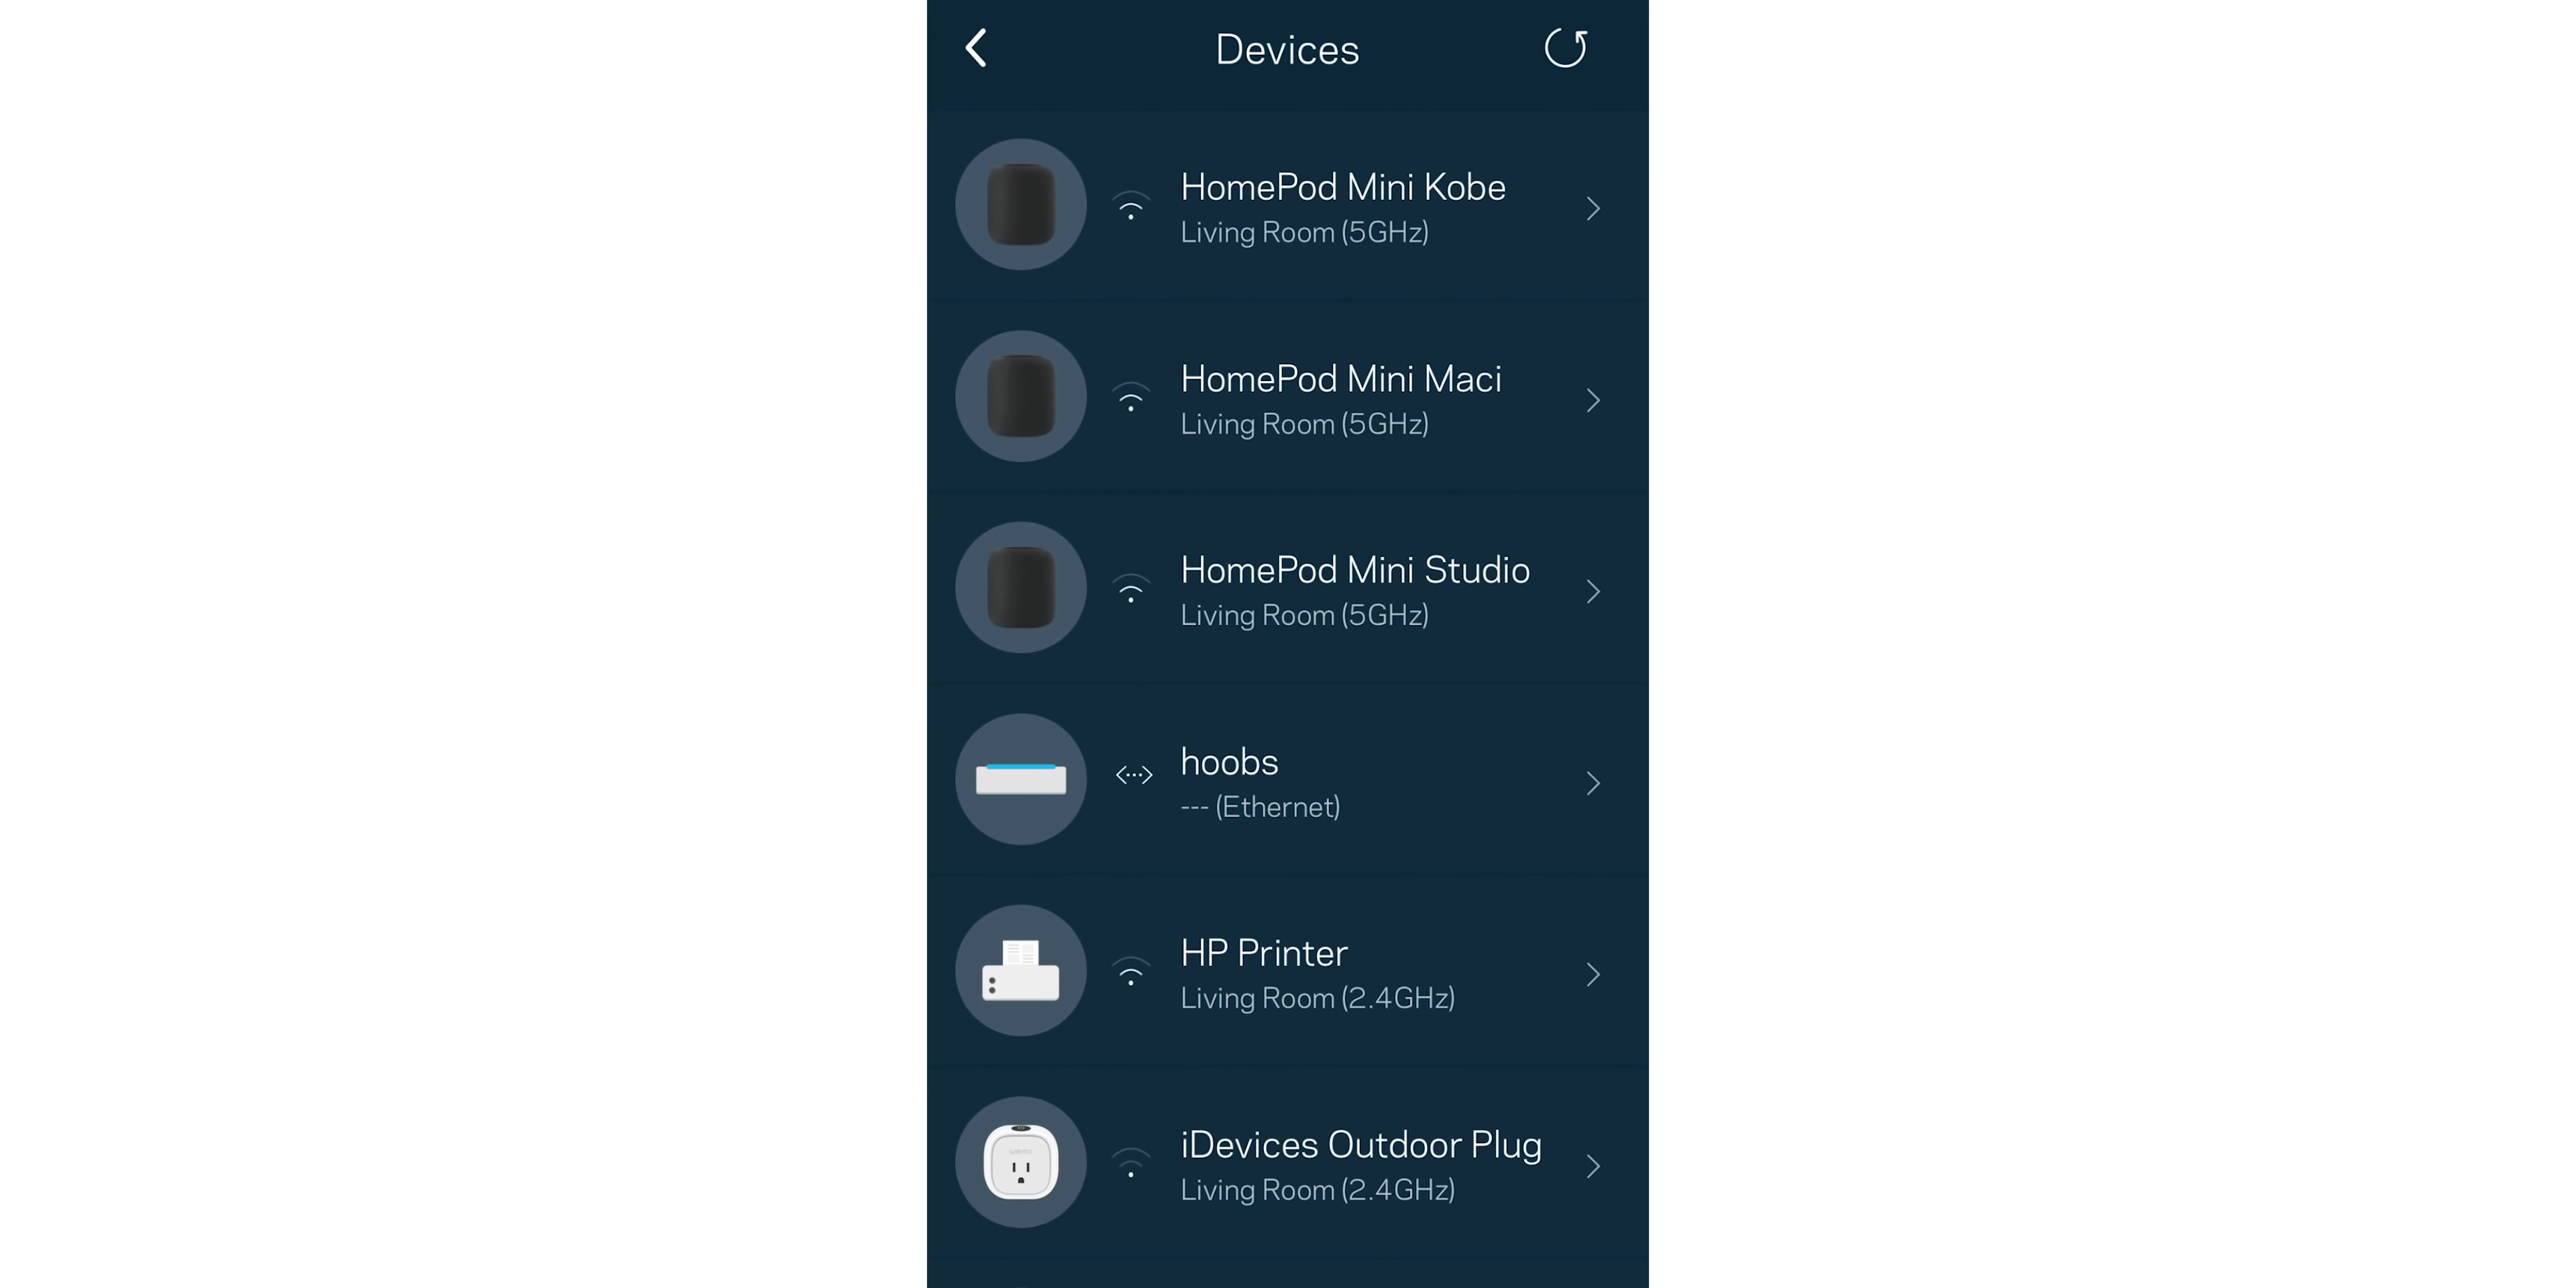 Devices
HomePod Mini Kobe
Living Room (5GHz)
HomePod Mini Maci
Living Room (5GHz)
HomePod Mini Studio
Living Room (5GHz)
hoobs
--- (Ethernet)
HP Printer
Living Room (2.4GHz)
iDevices Outdoor Plug
Living Room (2.4GHz)